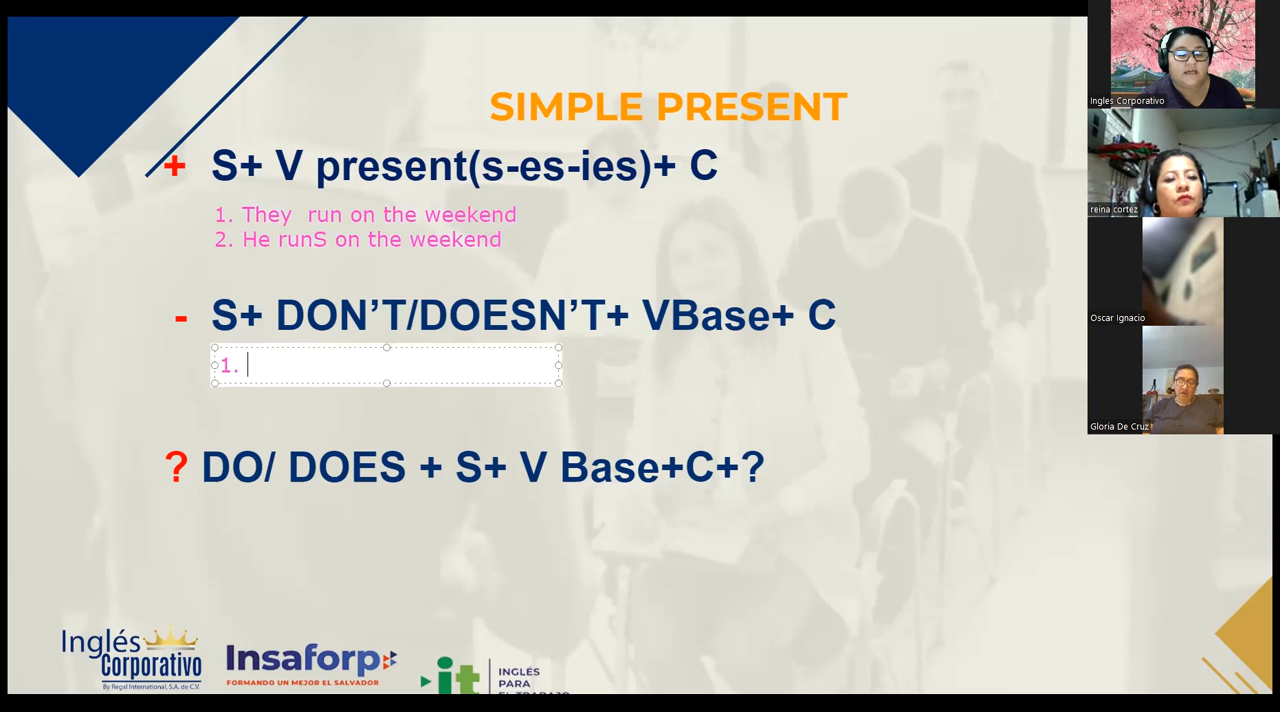 SIMPLE PRESENT
+ S+ V present(s-es-ies)+ C
1. They run on the weekend
2. He runS on the weekend
- S+ DON'T/DOESN'T+ VBase+ C
1.
? DO/ DOES + S+ V Base+C+?
Inglés
Corporativo
By Regal International, S.A. de C.V.
Insaforp
FORMANDO UN MEJOR EL SALVADOR
it
INGLÉS
PARA
EL TRABAJO
Ingles Corporativo
reina cortez
Oscar Ignacio
Gloria De Cruz